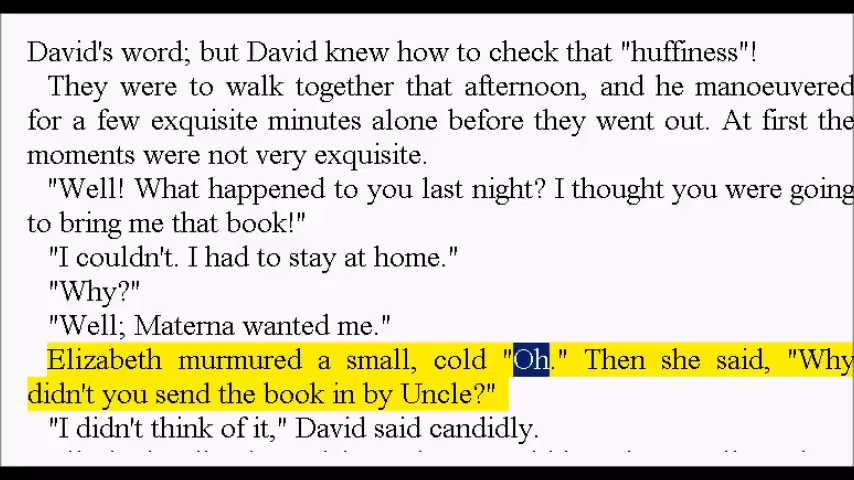 David's word; but David knew how to check that "huffiness"!
They were to walk together that afternoon, and he manoeuvered
for a few exquisite minutes alone before they went out. At first the
moments were not very exquisite.
"Well! What happened to you last night? I thought you were going
to bring me that book!"
"I couldn't. I had to stay at home."
"Why?"
"Well; Materna wanted me."
Elizabeth murmured a small, cold "Oh." Then she said, "Why
didn't you send the book in by Uncle?"
"I didn't think of it," David said candidly.